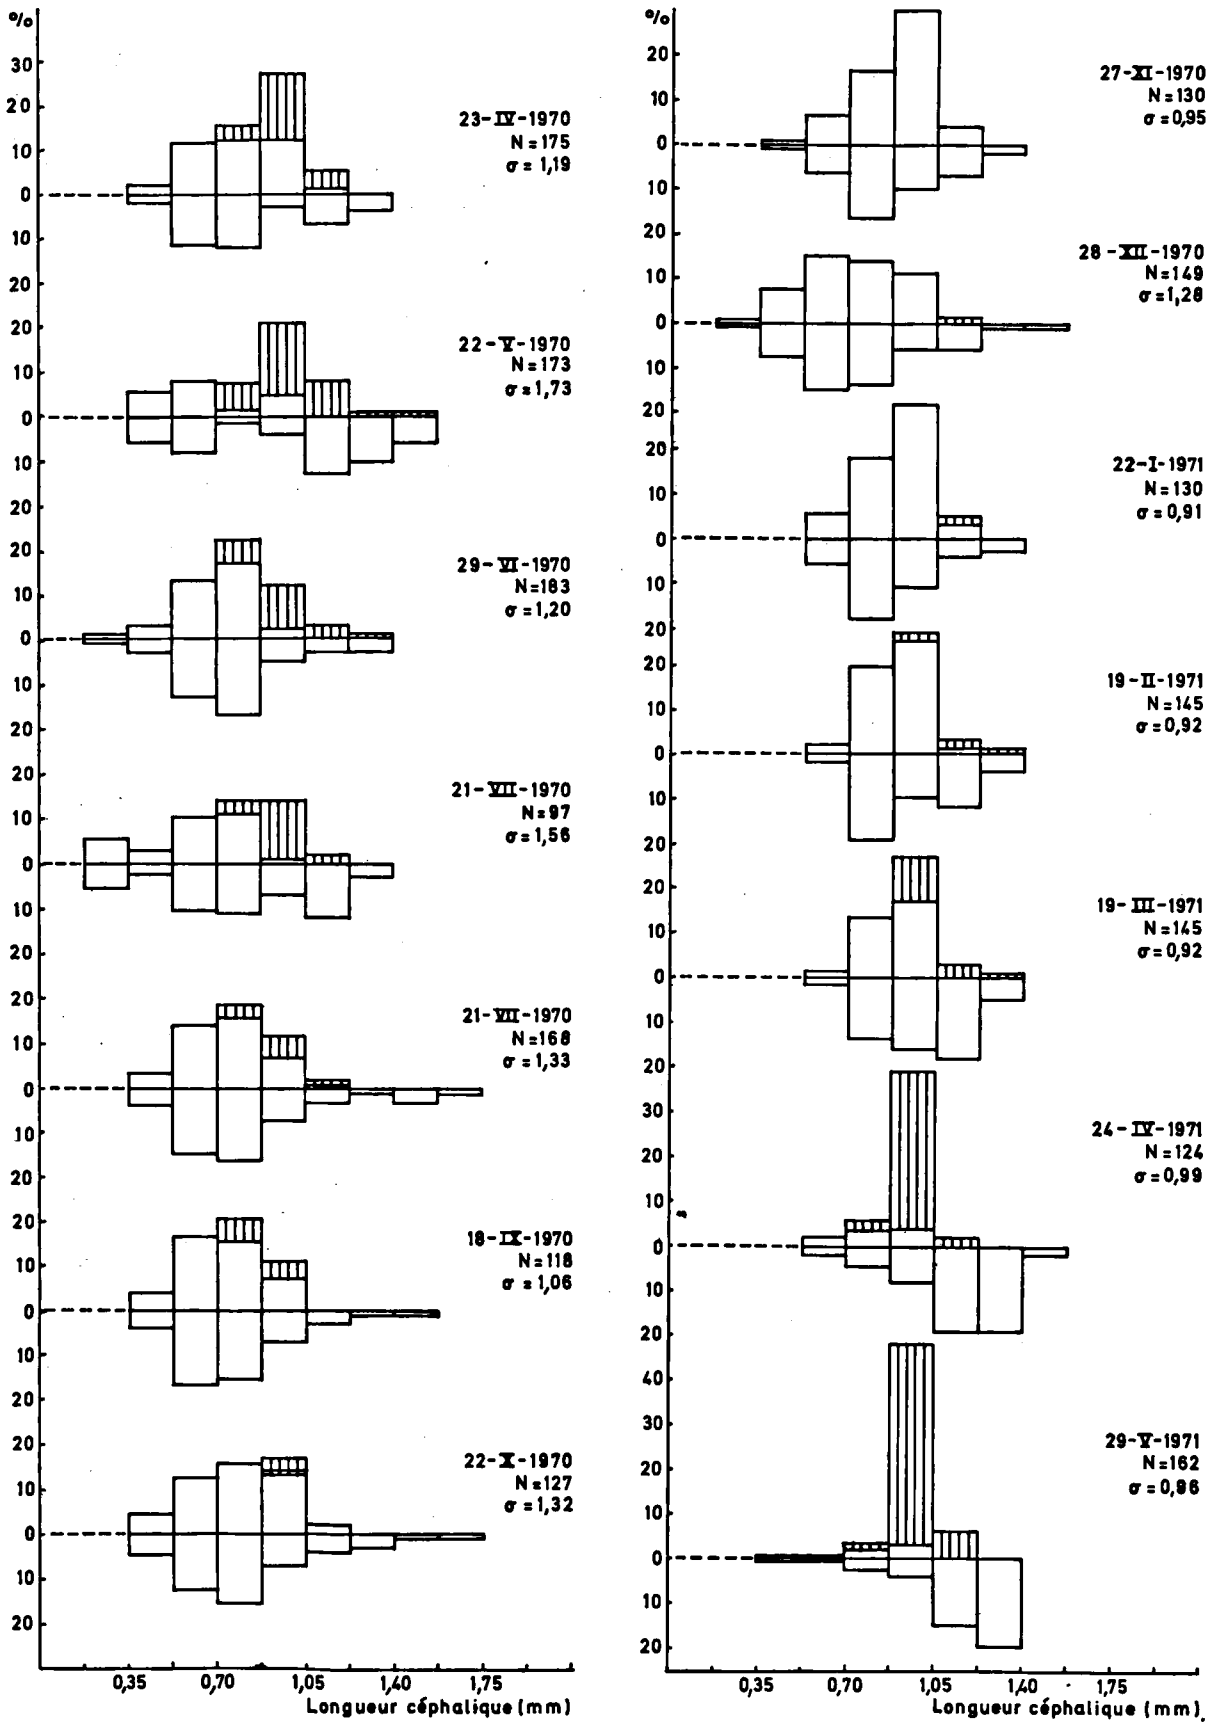 %
30
20
10
0
10
20
23-IV-1970
N=175
σ=1,19
20
10
0
10
20
22-V-1970
N=173
σ=1,73
20
10
0
10
20
29-VI-1970
N=183
σ=1,20
10
0
10
20
21-VII-1970
N=97
σ=1,56
20
10
0
10
20
21-VII-1970
N=168
σ=1,33
20
10
0
10
20
18-IX-1970
N=118
σ=1,06
20
10
0
10
20
22-X-1970
N=127
σ=1,32
0,35 0,70 1,05 1,40 1,75
Longueur céphalique (mm)
%
20
10
0
10
20
27-XI-1970
N=130
σ=0,95
10
0
10
20
28-XII-1970
N=149
σ=1,28
20
10
0
10
20
22-I-1971
N=130
σ=0,91
20
10
0
10
20
19-II-1971
N=145
σ=0,92
20
10
0
10
20
19-III-1971
N=145
σ=0,92
30
20
10
0
10
20
24-IV-1971
N=124
σ=0,99
40
30
20
10
0
10
20
29-V-1971
N=162
σ=0,86
0,35 0,70 1,05 1,40 1,75
Longueur céphalique (mm)